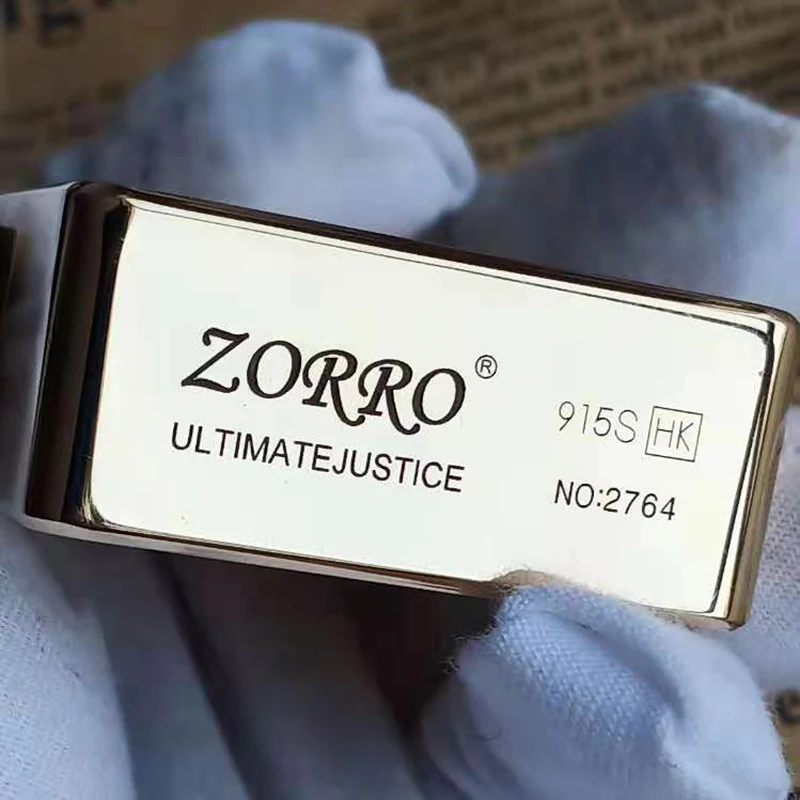 ZORRO®
ULTIMATEJUSTICE
915S HK
NO:2764